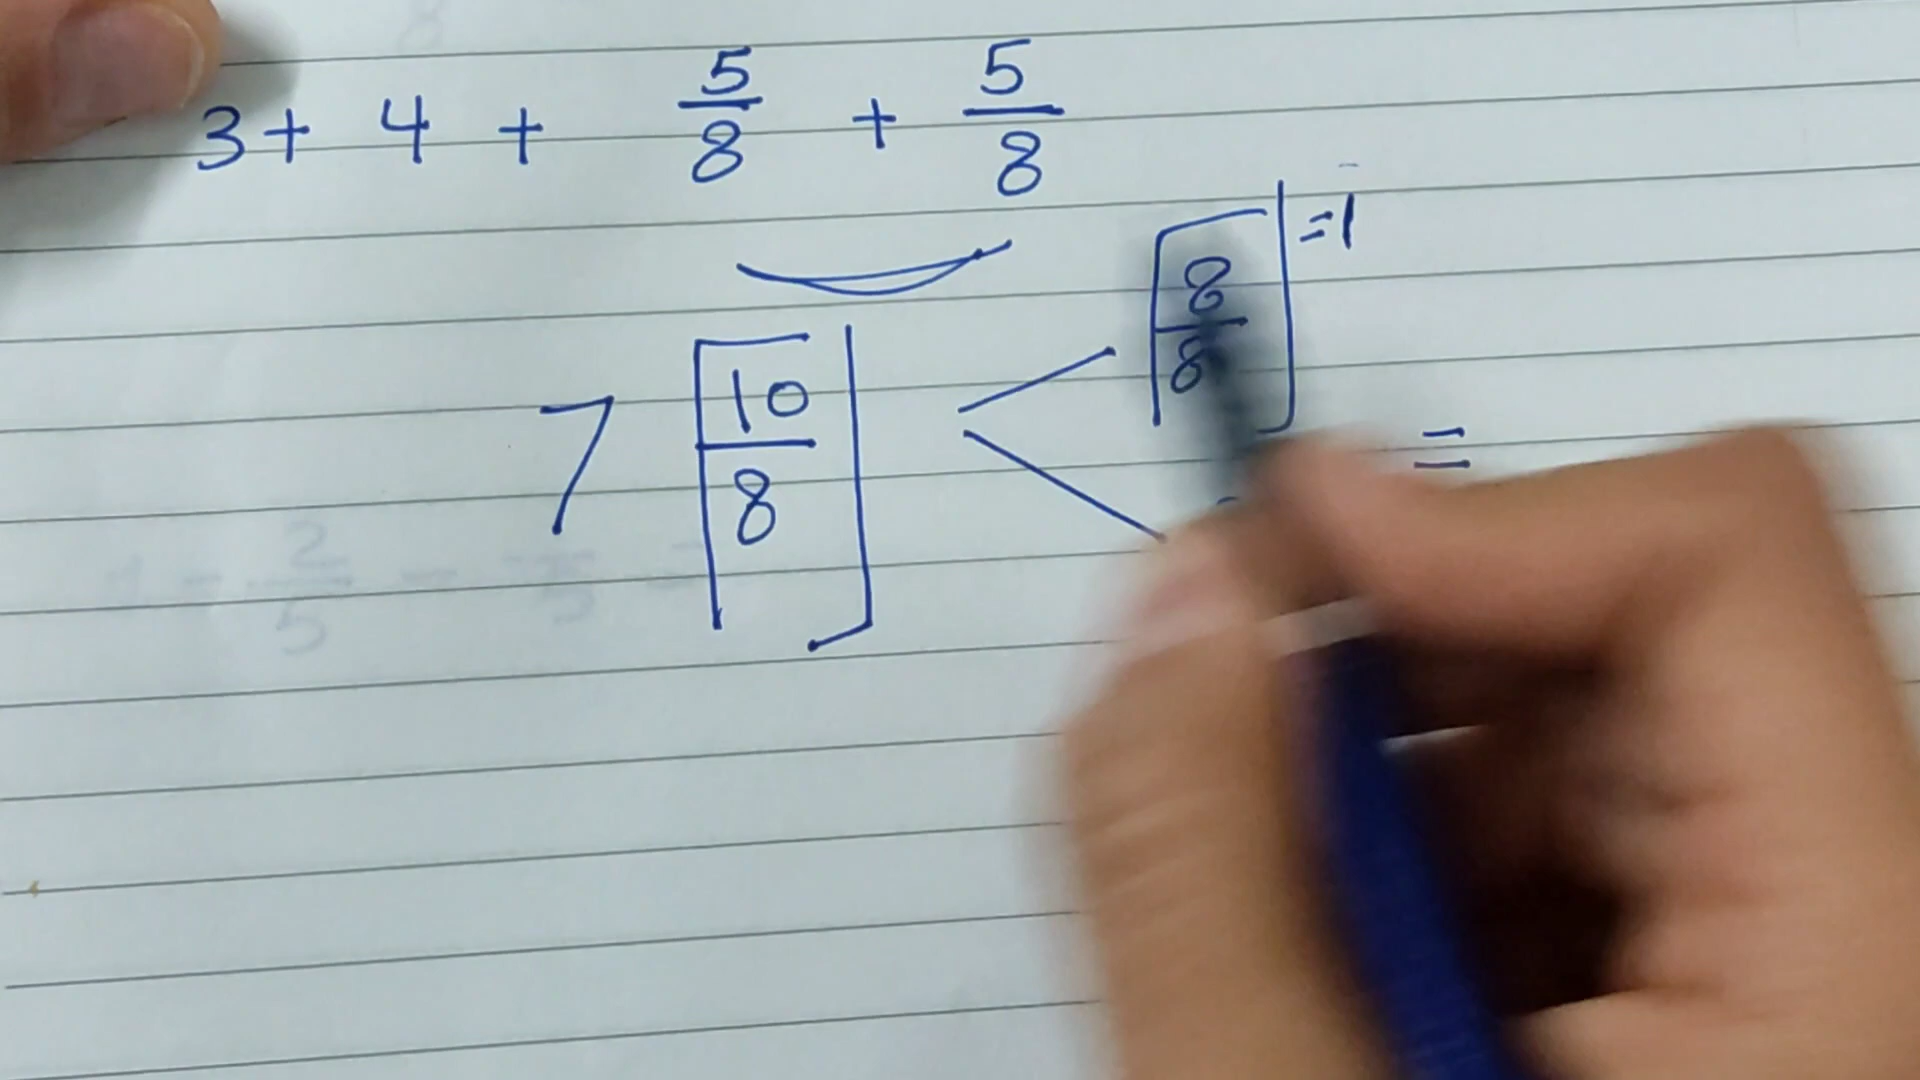 3 + 4 + 5/8 + 5/8
7 10/8
8/8 = 1
=